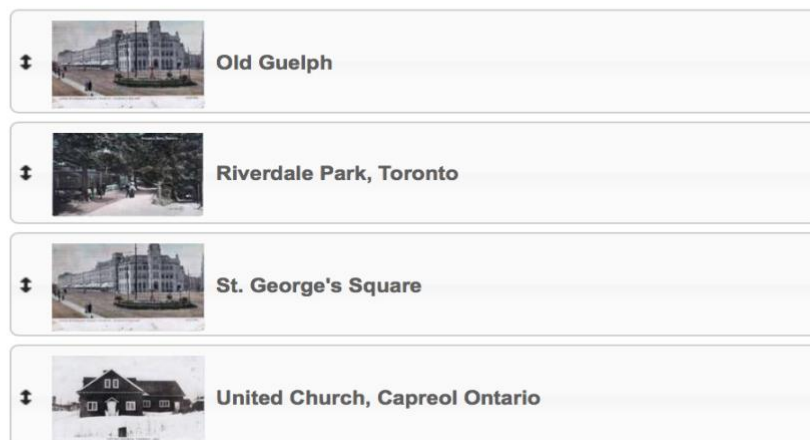 Old Guelph
Riverdale Park, Toronto
St. George's Square
United Church, Capreol Ontario